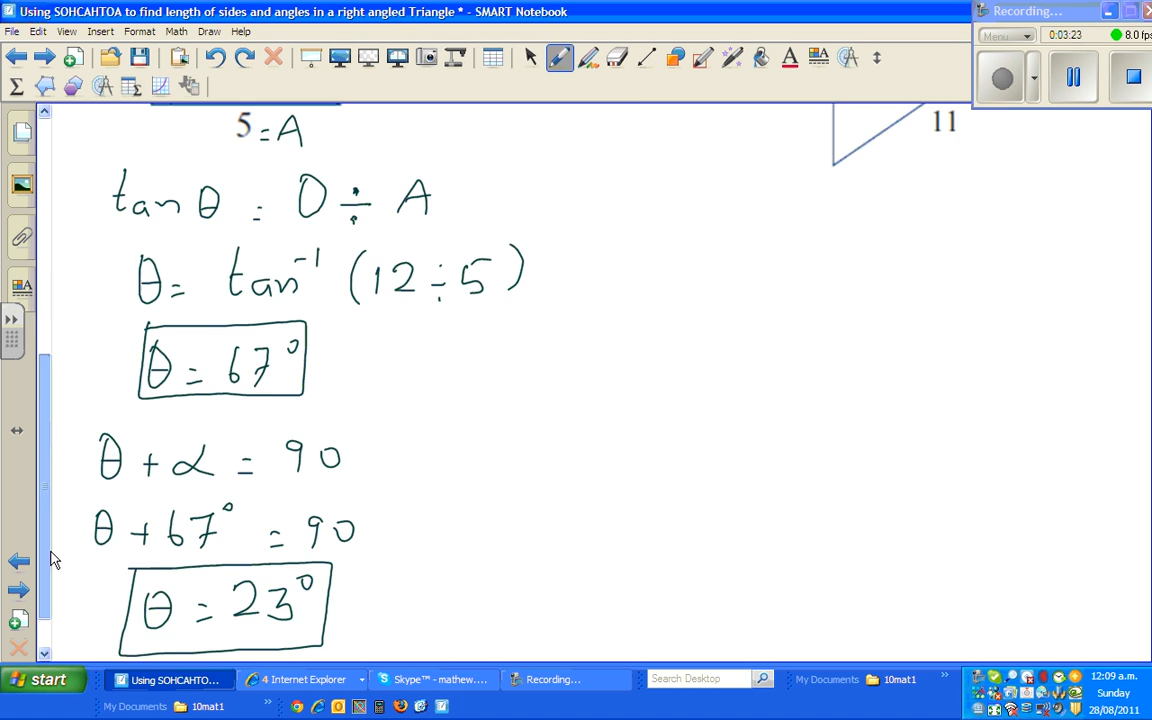 Using SOHCAHTOA to find length of sides and angles in a right angled Triangle * - SMART Notebook
Recording...
File Edit View Insert Format Math Draw Help
Menu 0:03:23 8.0 fps
5 = A
11
tan θ = O ÷ A
θ = tan⁻¹ (12 ÷ 5)
θ = 67°
θ + α = 90
θ + 67° = 90
θ = 23°
start Using SOHCAHTOA... 4 Internet Explorer Skype™ - mathew.... Recording... Search Desktop My Documents 10mat1 » 12:09 a.m.
Sunday
My Documents 10mat1 » 28/08/2011